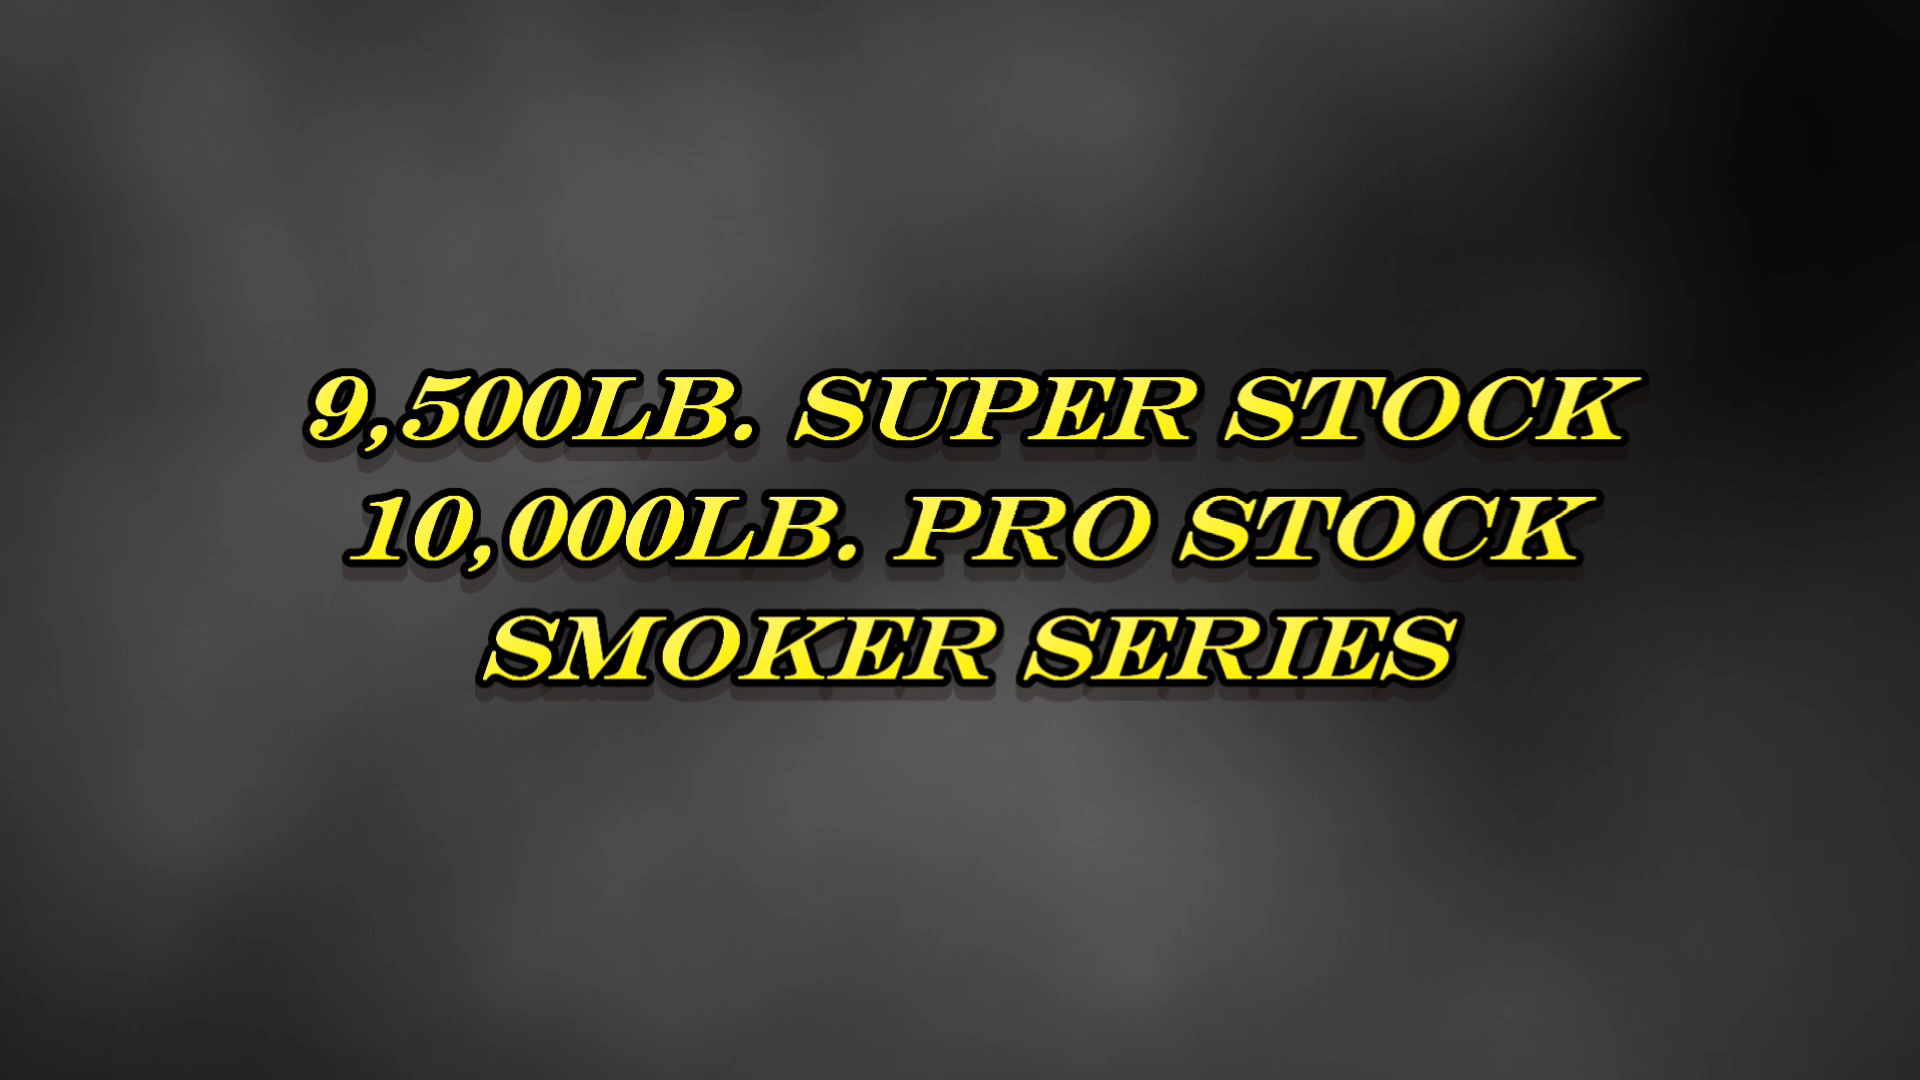 9,500LB. SUPER STOCK
10,000LB. PRO STOCK
SMOKER SERIES